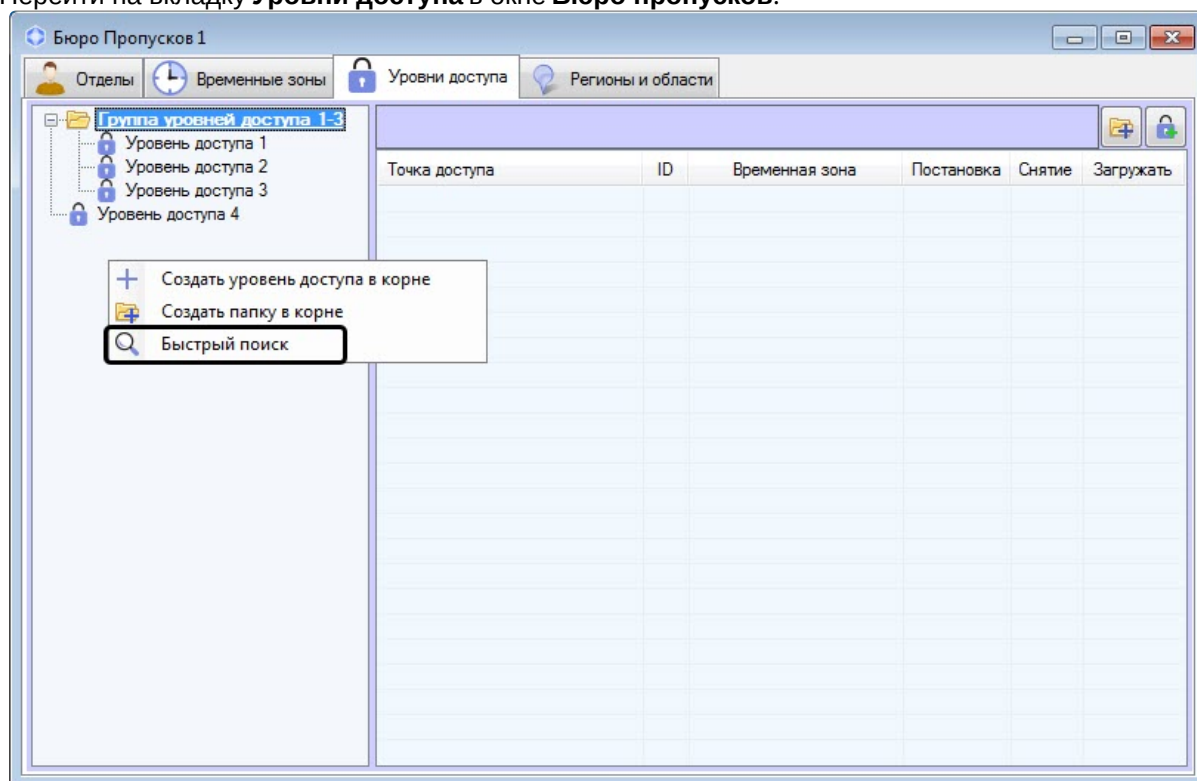 Перейти на вкладку Уровни доступа в окне Бюро пропусков.
Бюро Пропусков 1
Отделы Временные зоны Уровни доступа Регионы и области
Группа уровней доступа 1-3
Уровень доступа 1
Уровень доступа 2
Уровень доступа 3
Уровень доступа 4
Точка доступа ID Временная зона Постановка Снятие Загружать
Создать уровень доступа в корне
Создать папку в корне
Быстрый поиск